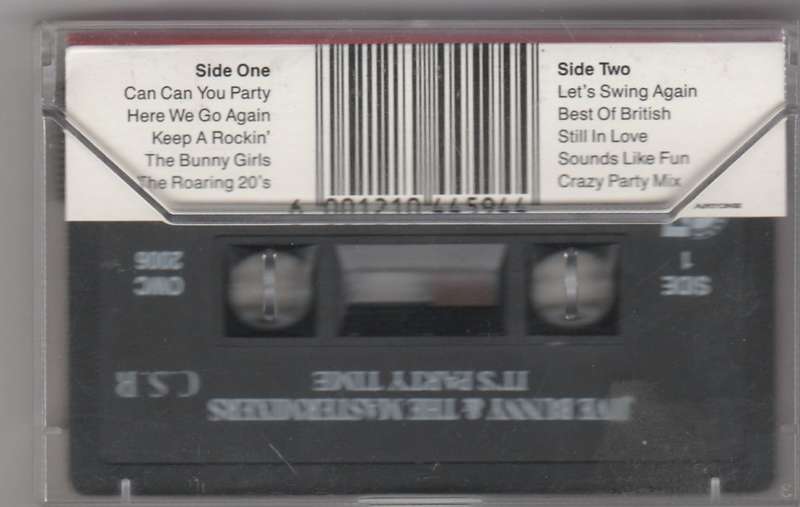 Side One
Can Can You Party
Here We Go Again
Keep A Rockin'
The Bunny Girls
The Roaring 20's
Side Two
Let's Swing Again
Best Of British
Still In Love
Sounds Like Fun
Crazy Party Mix
6 001210 445944
SIDE
1
CWC
2006
C.S.R
IT'S PARTY TIME
JIVE BUNNY & THE MASTERMIXERS